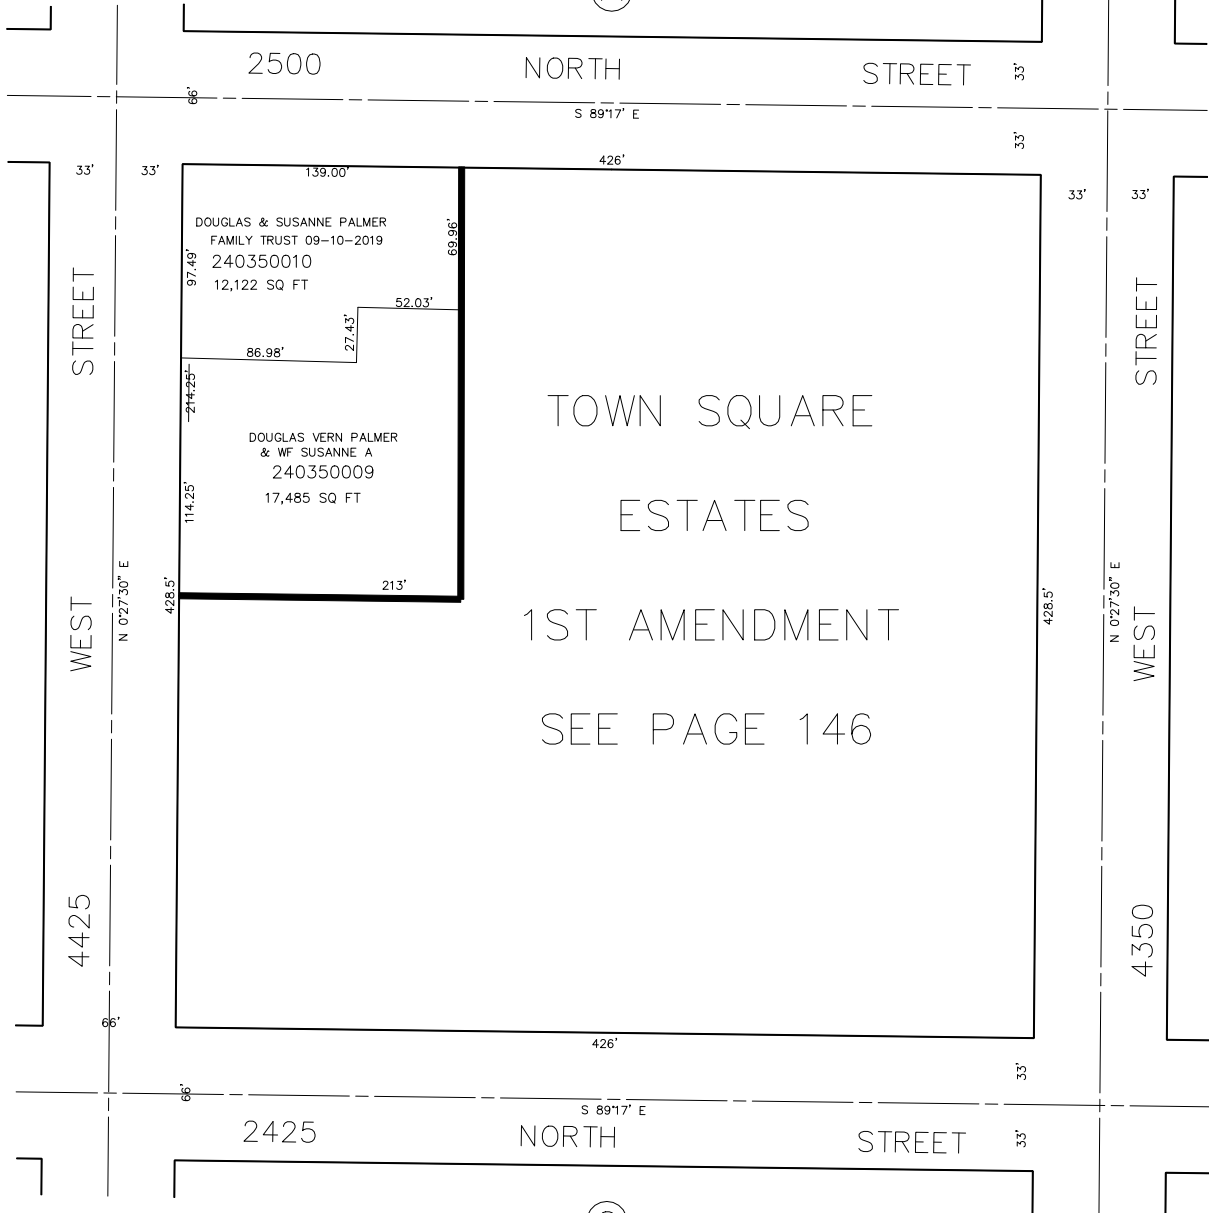 2500 NORTH STREET
33'
66'
S 89°17' E
33'
33' 33'
426'
139.00'
33' 33'
DOUGLAS & SUSANNE PALMER
FAMILY TRUST 09-10-2019
240350010
12,122 SQ FT
97.49'
69.96'
52.03'
27.43'
86.98'
214.25'
DOUGLAS VERN PALMER
& WF SUSANNE A
240350009
17,485 SQ FT
114.25'
213'
428.5'
N 0°27'30" E
4425 WEST STREET
TOWN SQUARE
ESTATES
1ST AMENDMENT
SEE PAGE 146
428.5'
N 0°27'30" E
4350 WEST STREET
66'
426'
33'
66'
S 89°17' E
2425 NORTH STREET
33'